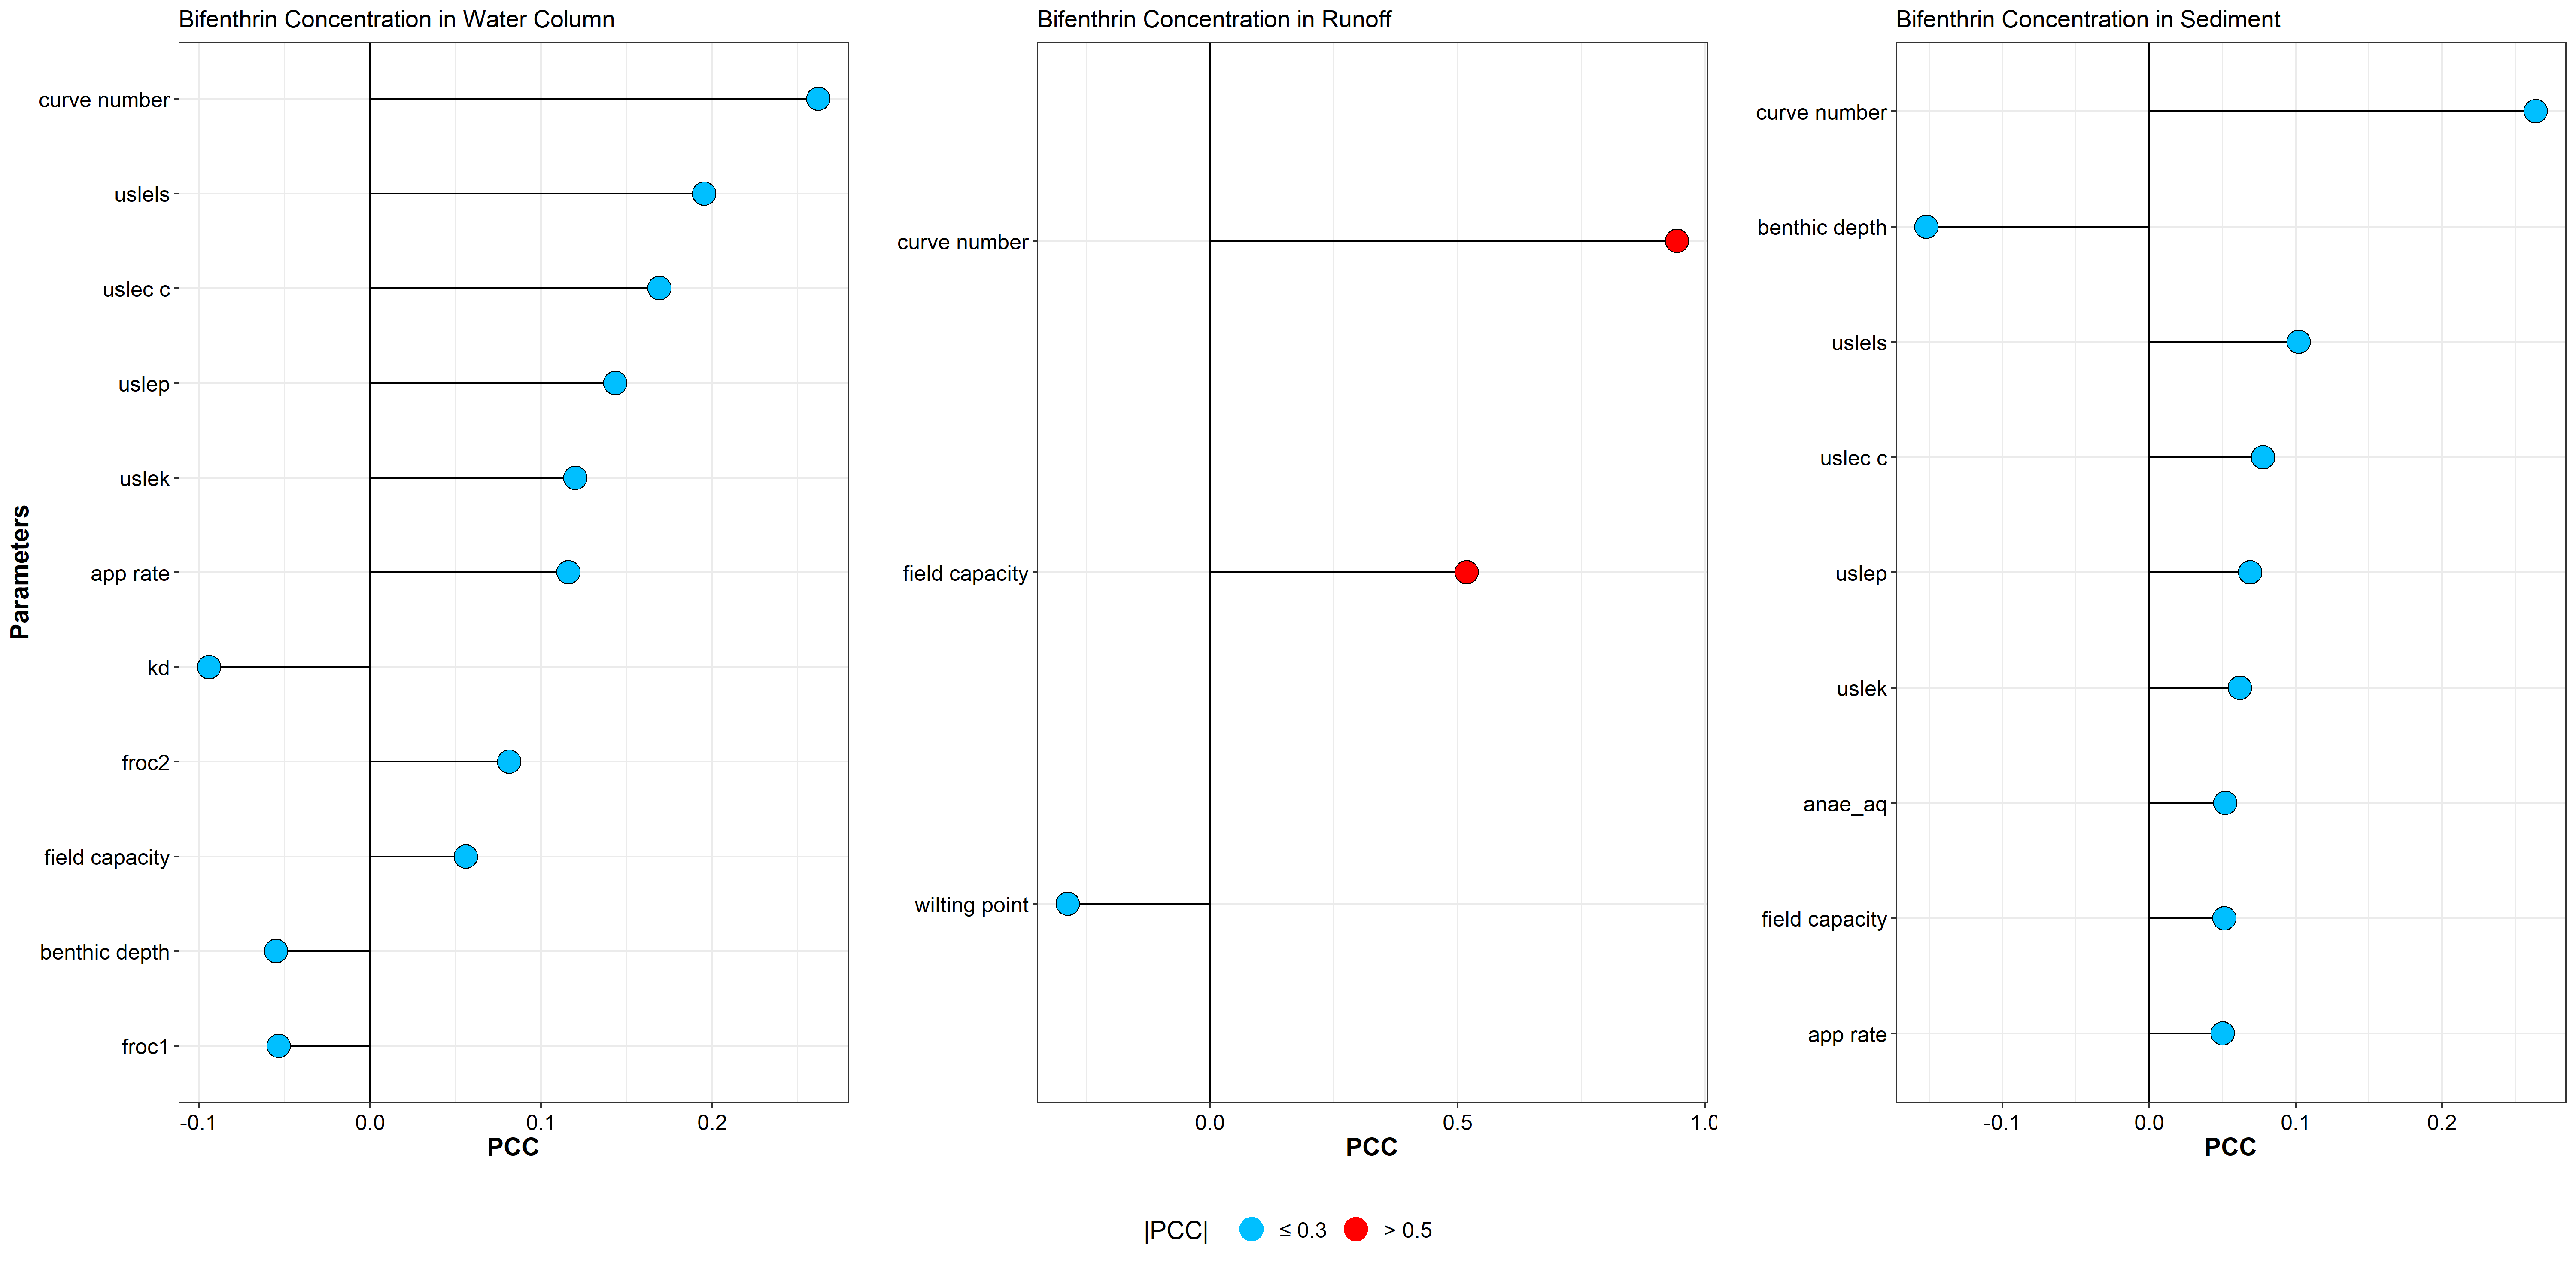 Bifenthrin Concentration in Water Column
Parameters
curve number
uslels
uslec c
uslep
uslek
app rate
kd
froc2
field capacity
benthic depth
froc1
-0.1 0.0 0.1 0.2
PCC
Bifenthrin Concentration in Runoff
curve number
field capacity
wilting point
0.0 0.5 1.0
PCC
Bifenthrin Concentration in Sediment
curve number
benthic depth
uslels
uslec c
uslep
uslek
anae_aq
field capacity
app rate
-0.1 0.0 0.1 0.2
PCC
|PCC| ≤ 0.3 > 0.5